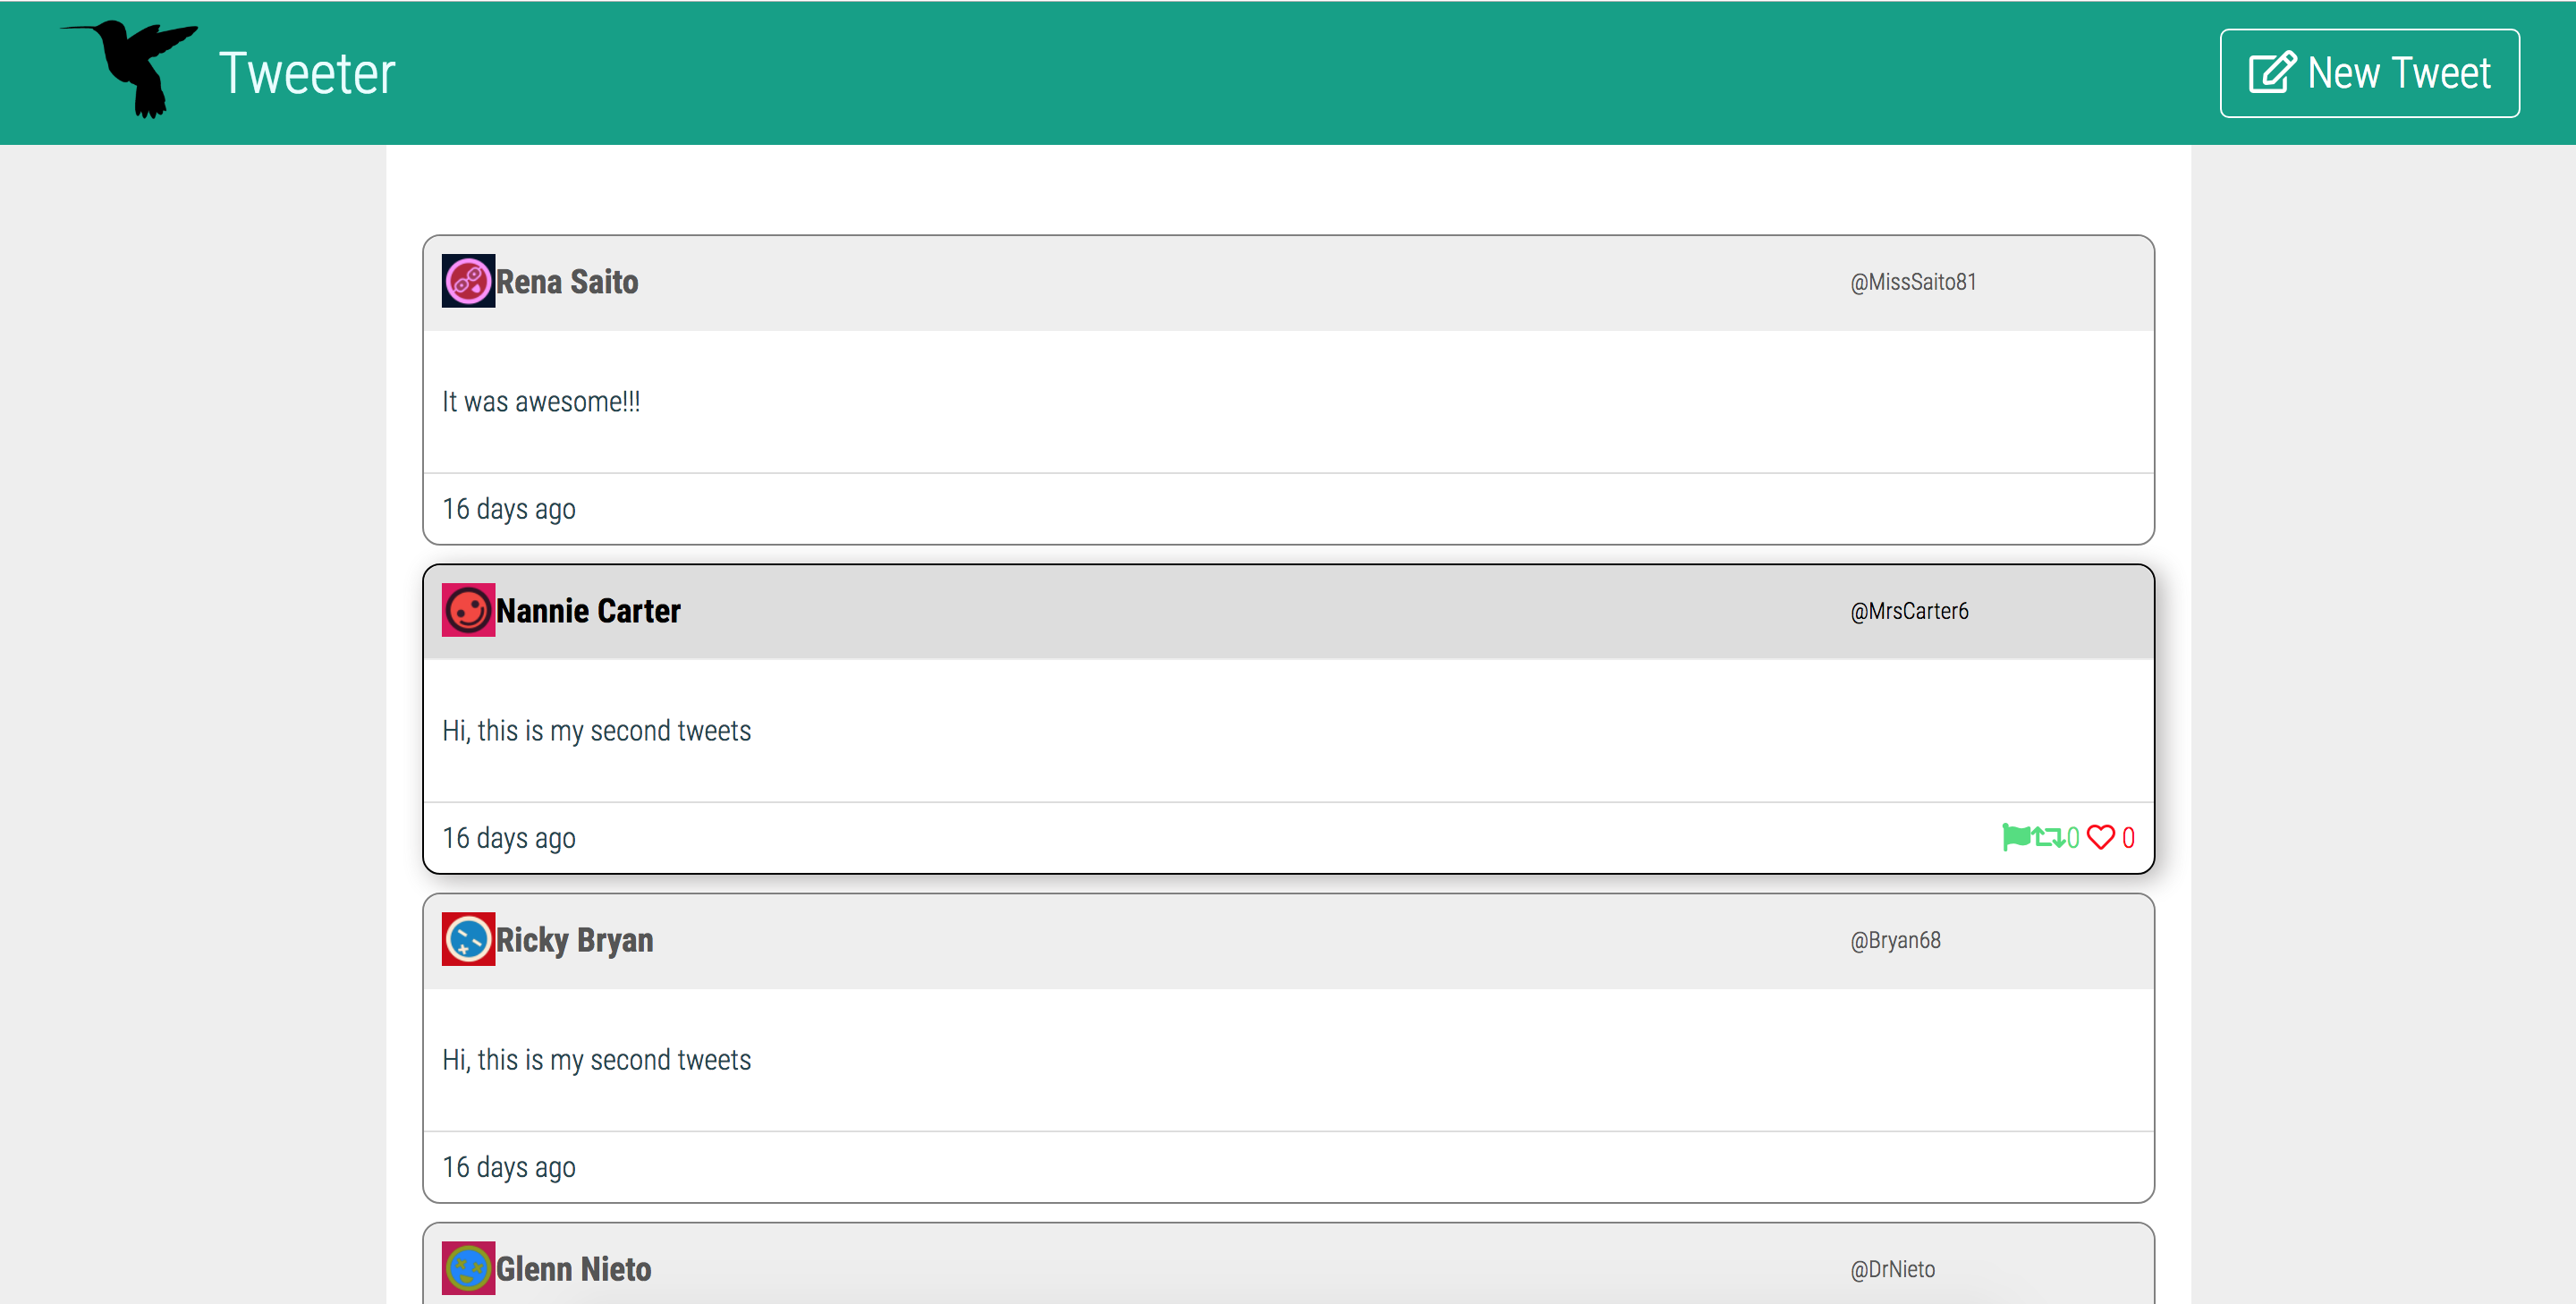 Tweeter
New Tweet
Rena Saito @MissSaito81
It was awesome!!!
16 days ago
Nannie Carter @MrsCarter6
Hi, this is my second tweets
16 days ago 0 0
Ricky Bryan @Bryan68
Hi, this is my second tweets
16 days ago
Glenn Nieto @DrNieto